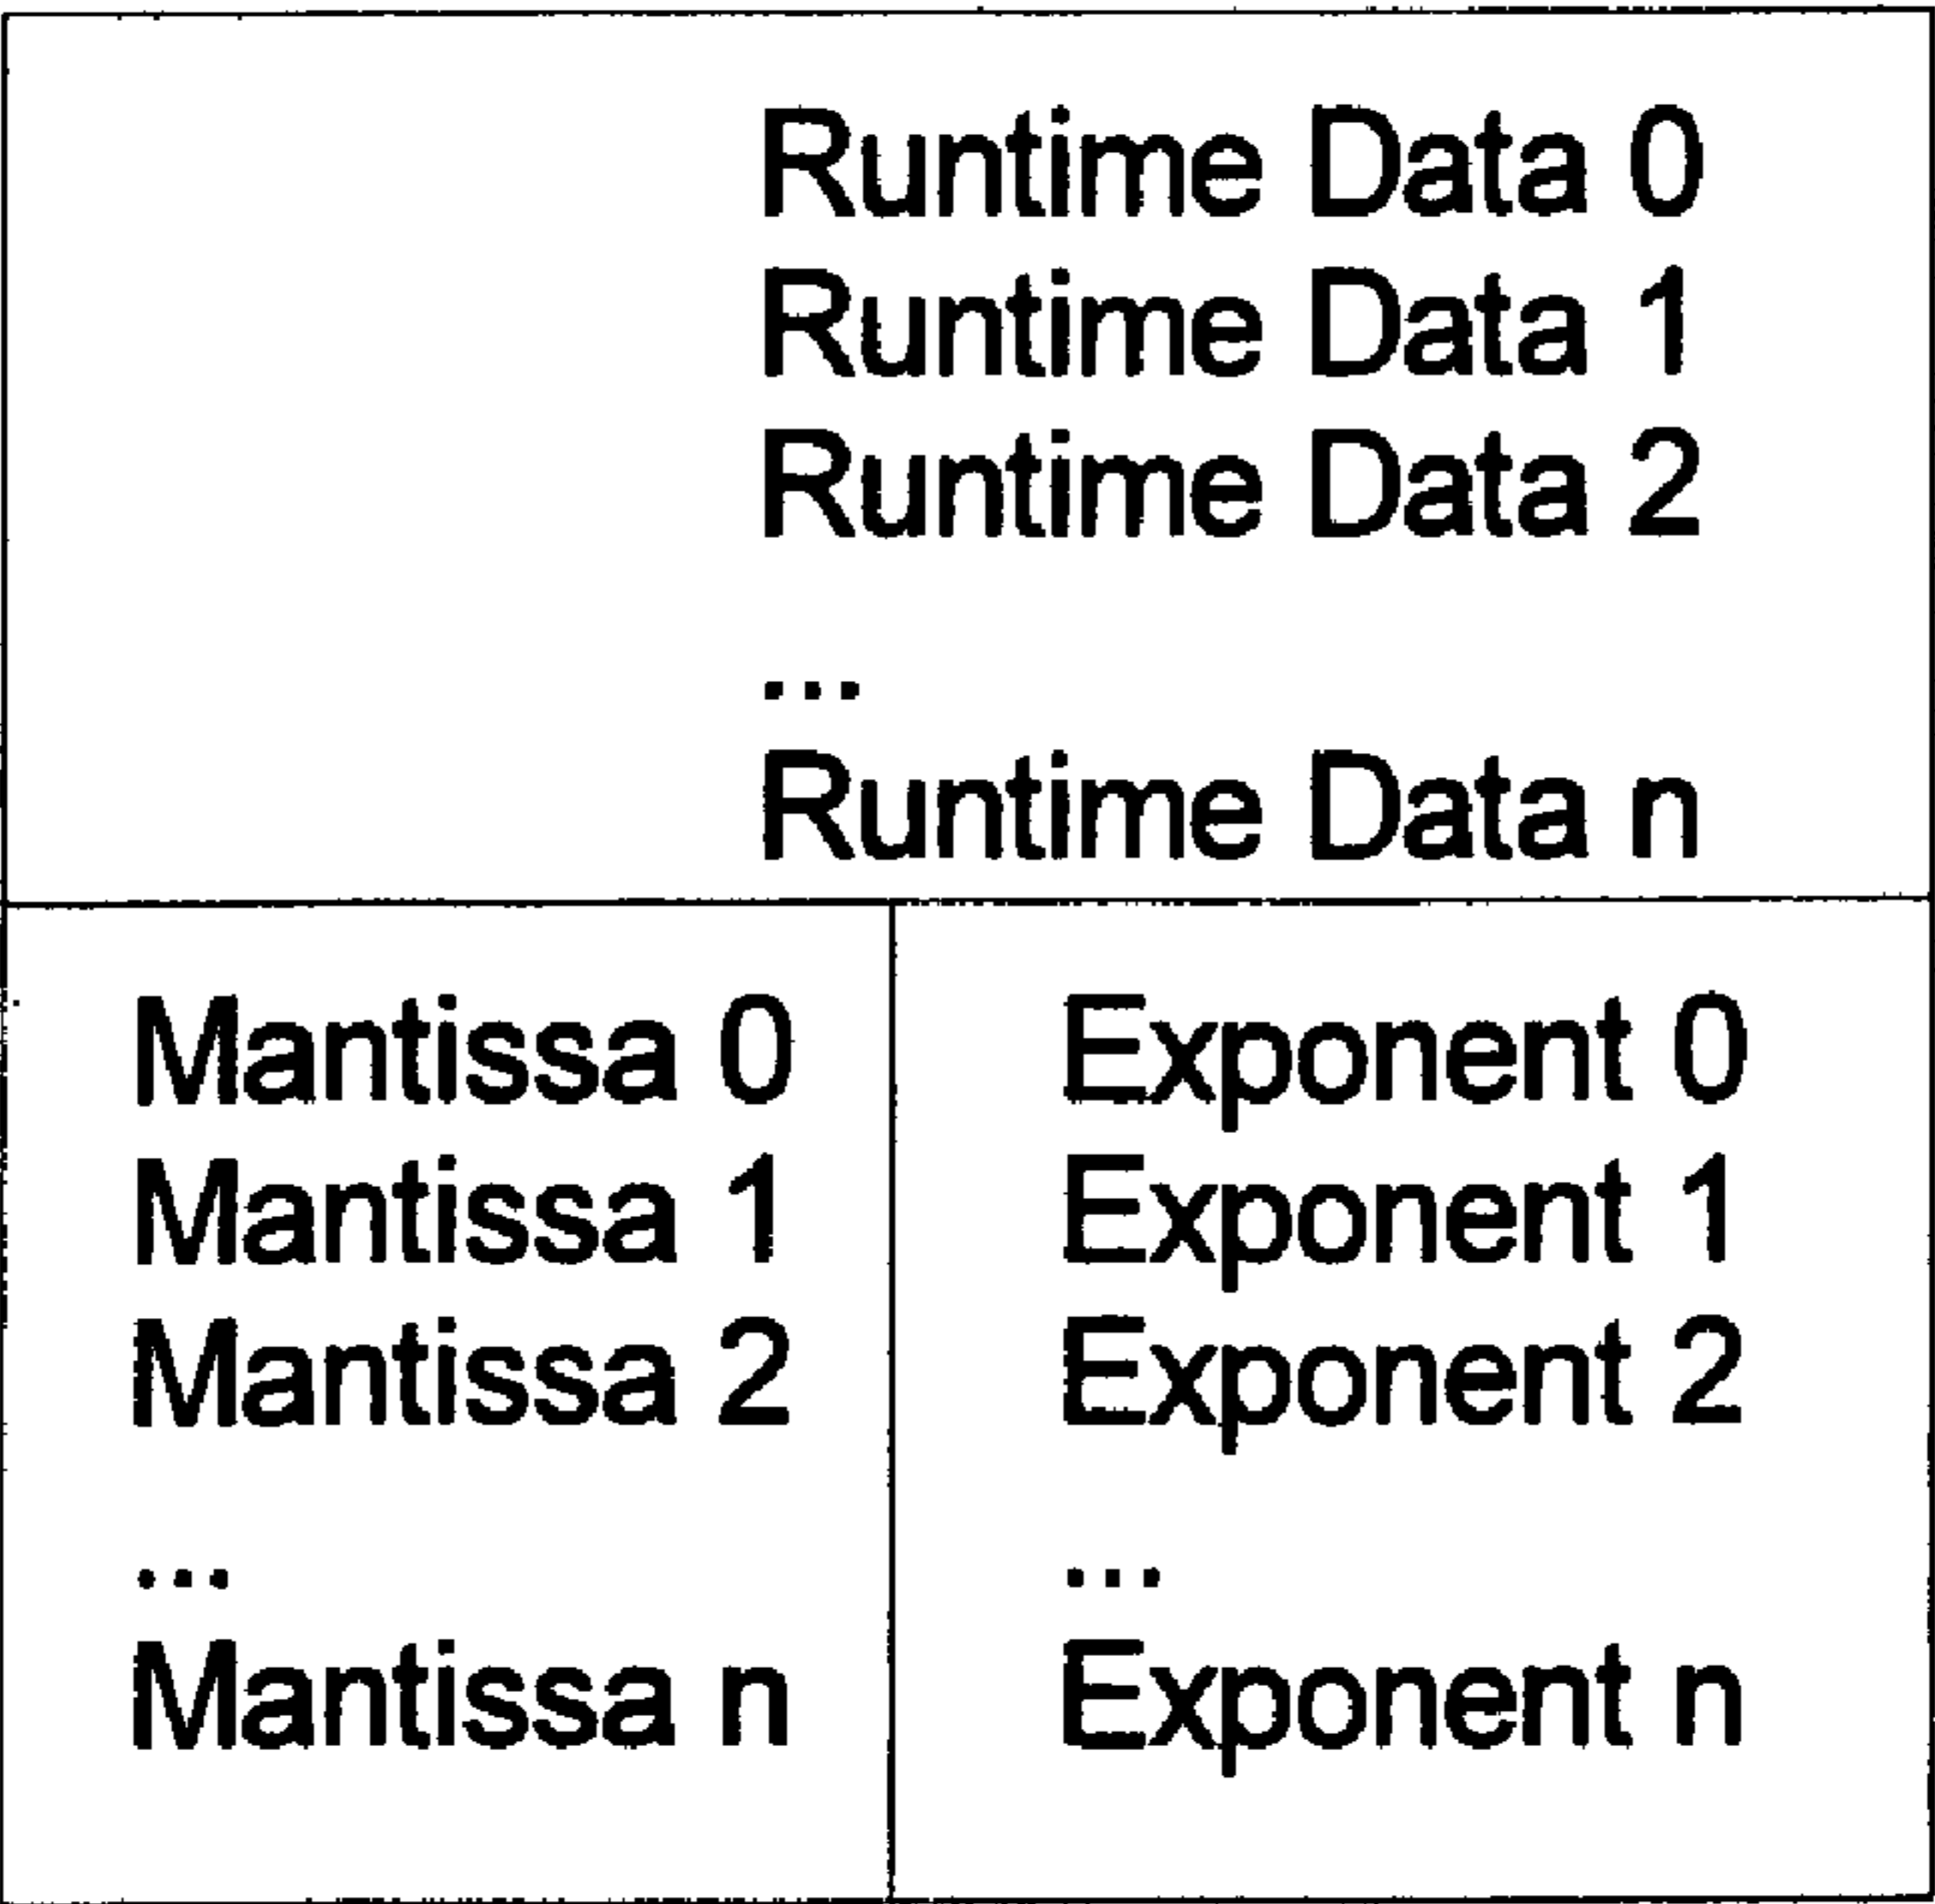 Runtime Data 0
Runtime Data 1
Runtime Data 2
...
Runtime Data n
Mantissa 0
Mantissa 1
Mantissa 2
...
Mantissa n
Exponent 0
Exponent 1
Exponent 2
...
Exponent n